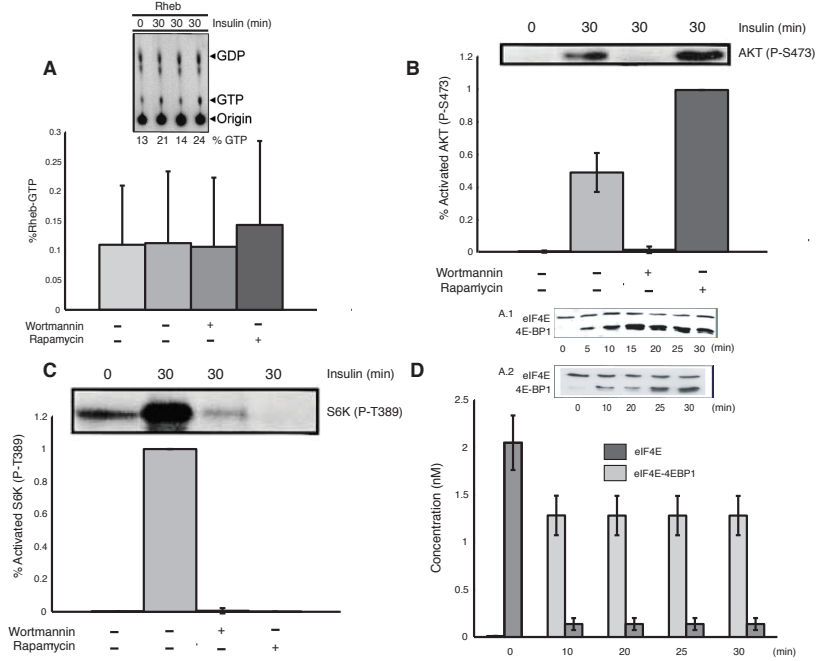 Rheb
0 30 30 30 Insulin (min)
GDP
GTP
Origin
13 21 14 24 % GTP
A
%Rheb-GTP
0.3
0.25
0.2
0.15
0.1
0.05
0
Wortmannin – – + –
Rapamycin – – – +
B
0 30 30 30 Insulin (min)
AKT (P-S473)
% Activated AKT (P-S473)
1.2
1
0.8
0.6
0.4
0.2
0
Wortmannin – – + –
Rapamycin – – – +
C
0 30 30 30 Insulin (min)
S6K (P-T389)
% Activated S6K (P-T389)
1.2
1
0.8
0.6
0.4
0.2
0
Wortmannin – – + –
Rapamycin – – – +
A.1 eIF4E
4E-BP1
0 5 10 15 20 25 30 (min)
D
A.2 eIF4E
4E-BP1
0 10 20 25 30 (min)
Concentration (nM)
2.5
2
1.5
1
0.5
0
eIF4E
eIF4E-4EBP1
0 10 20 25 30 (min)